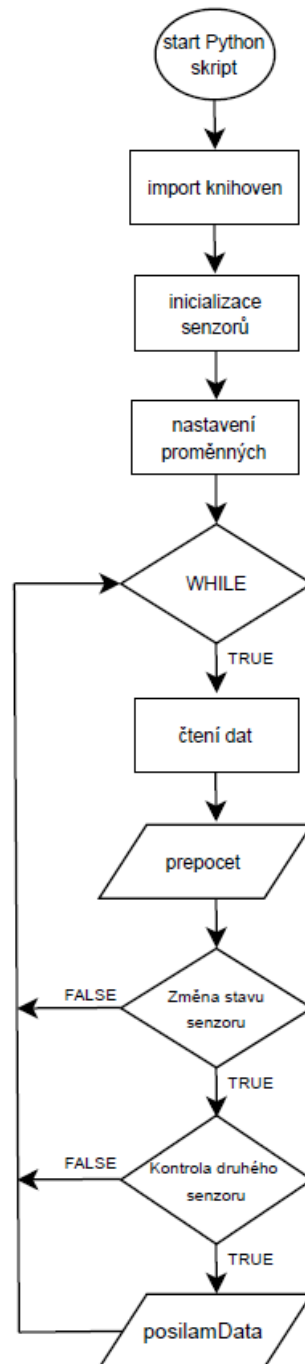 start Python
skript
import knihoven
inicializace
senzorů
nastavení
proměnných
WHILE
TRUE
čtení dat
prepocet
FALSE
Změna stavu
senzoru
TRUE
FALSE
Kontrola druhého
senzoru
TRUE
posilamData